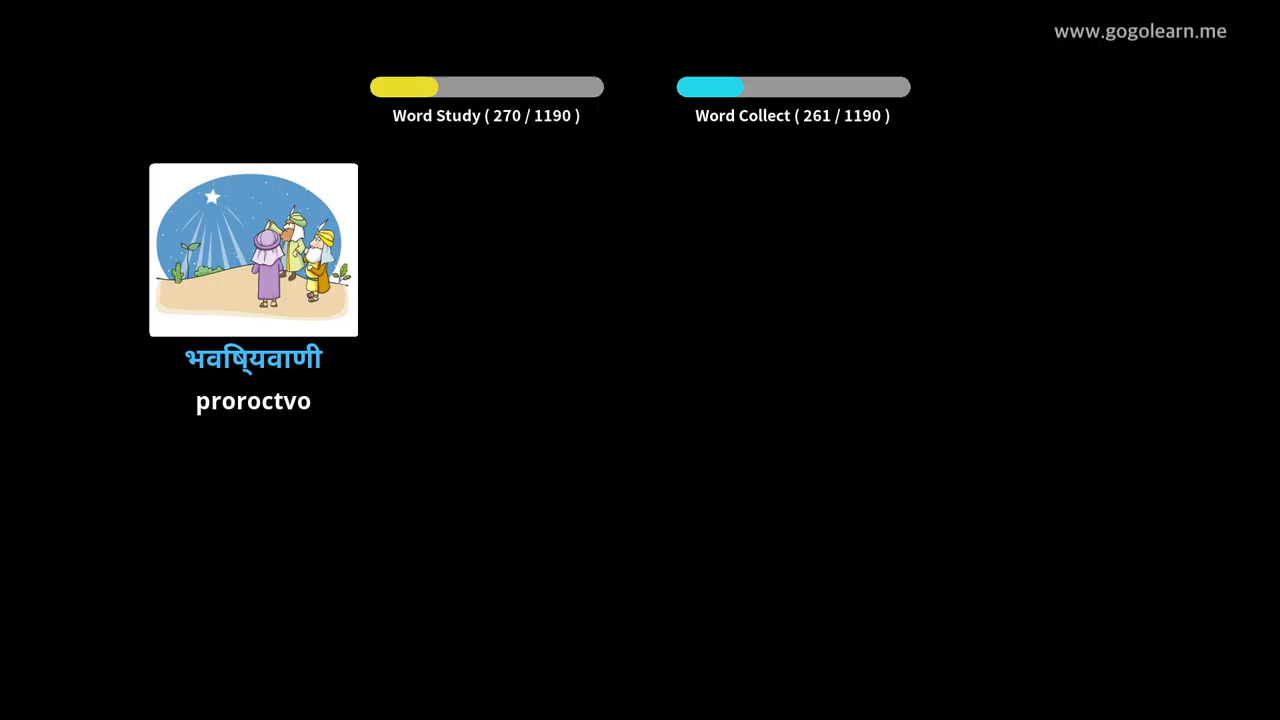 www.gogolearn.me
Word Study ( 270 / 1190 )
Word Collect ( 261 / 1190 )
भविष्यवाणी
proroctvo